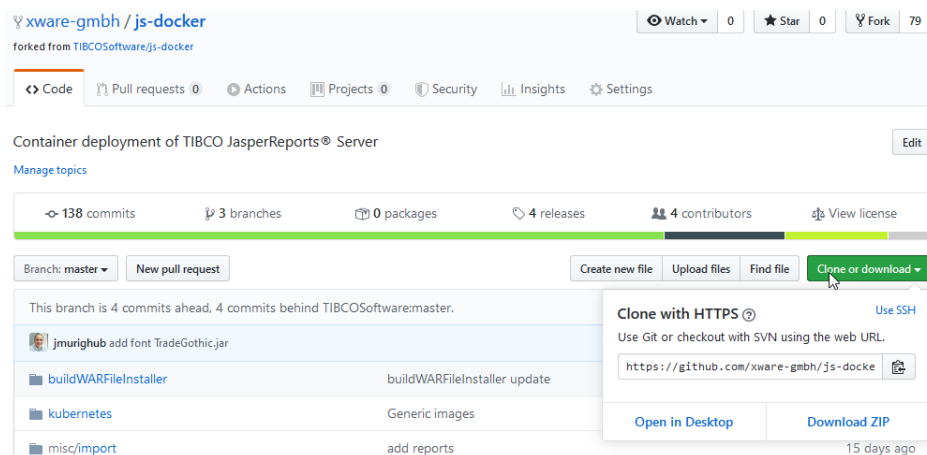 xware-gmbh / js-docker
Watch 0 Star 0 Fork 79
forked from TIBCOSoftware/js-docker
Code Pull requests 0 Actions Projects 0 Security Insights Settings
Container deployment of TIBCO JasperReports® Server
Edit
Manage topics
138 commits 3 branches 0 packages 4 releases 4 contributors View license
Branch: master New pull request Create new file Upload files Find file Clone or download
This branch is 4 commits ahead, 4 commits behind TIBCOSoftware:master.
Clone with HTTPS Use SSH
Use Git or checkout with SVN using the web URL.
jmurighub add font TradeGothic.jar
https://github.com/xware-gmbh/js-docke
buildWARFileInstaller buildWARFileInstaller update
kubernetes Generic images
Open in Desktop Download ZIP
misc/import add reports 15 days ago